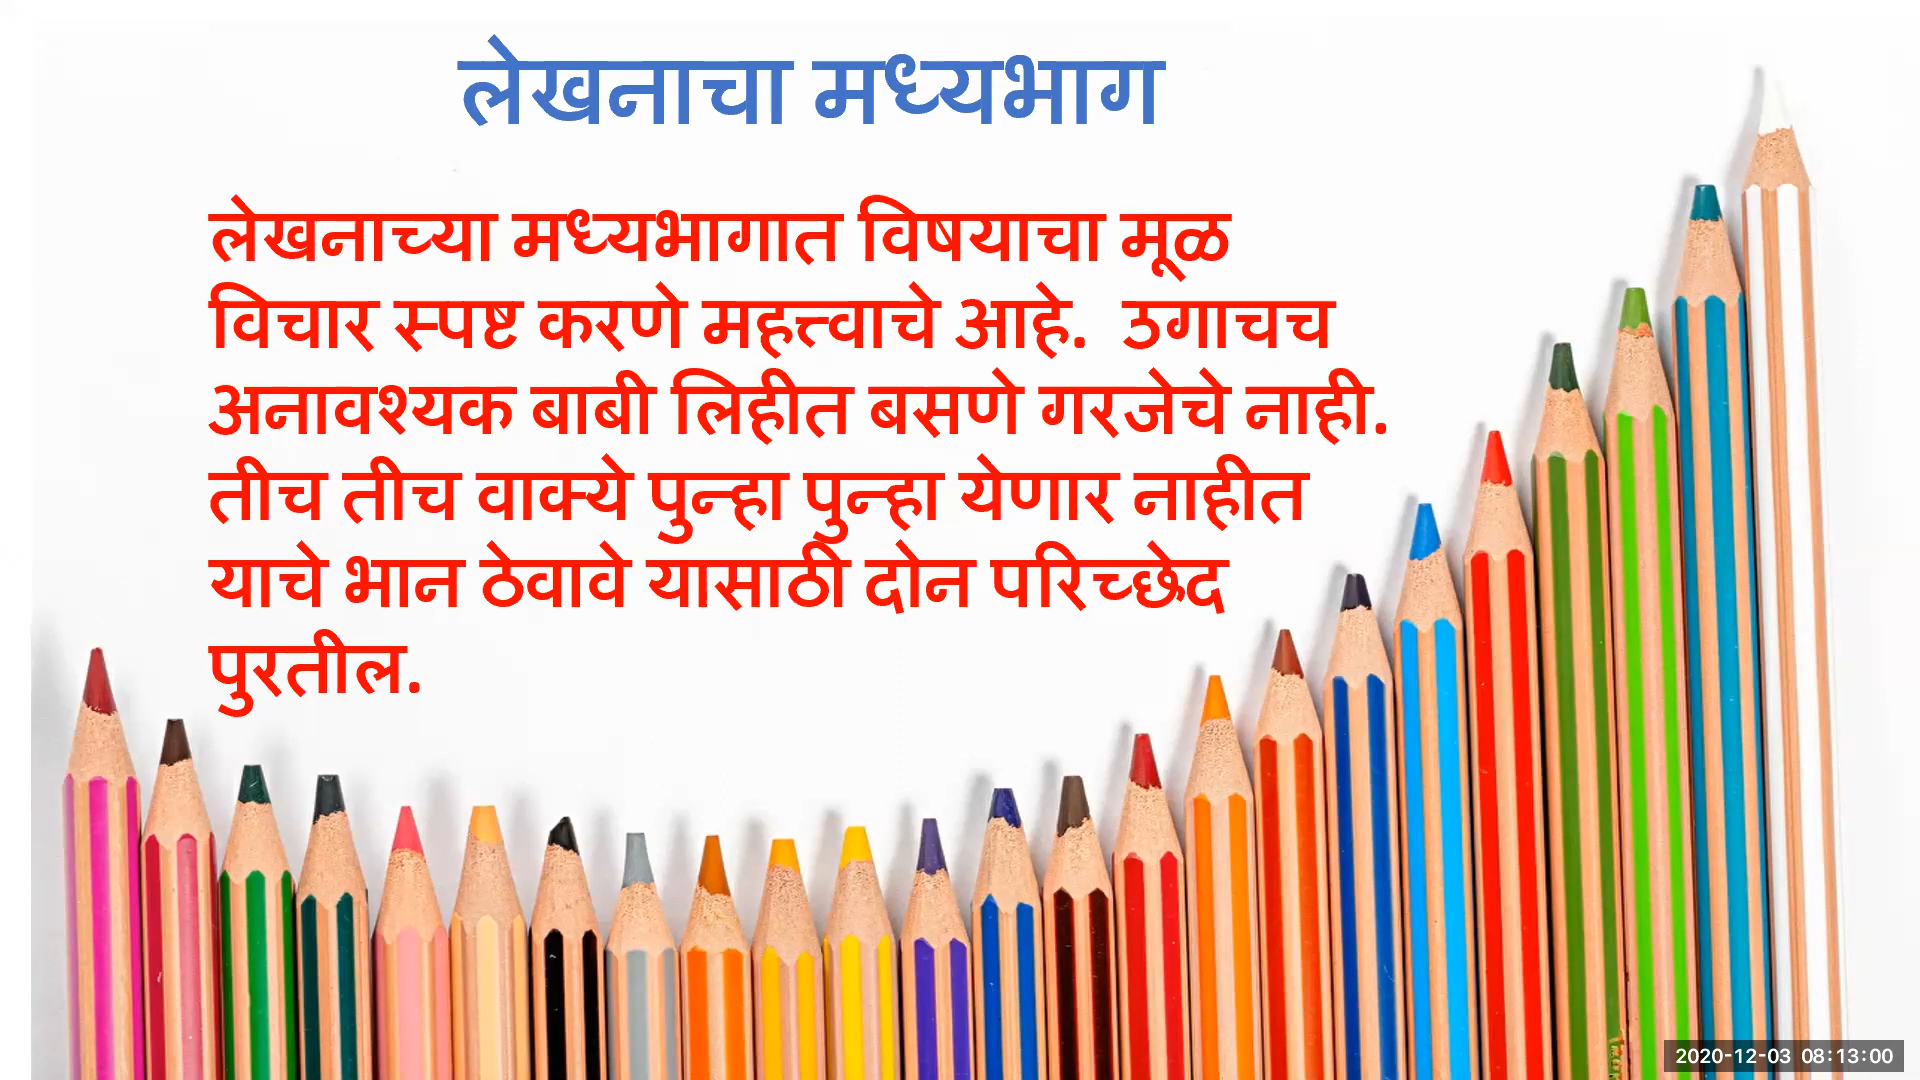 लेखनाचा मध्यभाग
लेखनाच्या मध्यभागात विषयाचा मूळ
विचार स्पष्ट करणे महत्त्वाचे आहे. उगाचच
अनावश्यक बाबी लिहीत बसणे गरजेचे नाही.
तीच तीच वाक्ये पुन्हा पुन्हा येणार नाहीत
याचे भान ठेवावे यासाठी दोन परिच्छेद
पुरतील.
2020-12-03 08:13:00